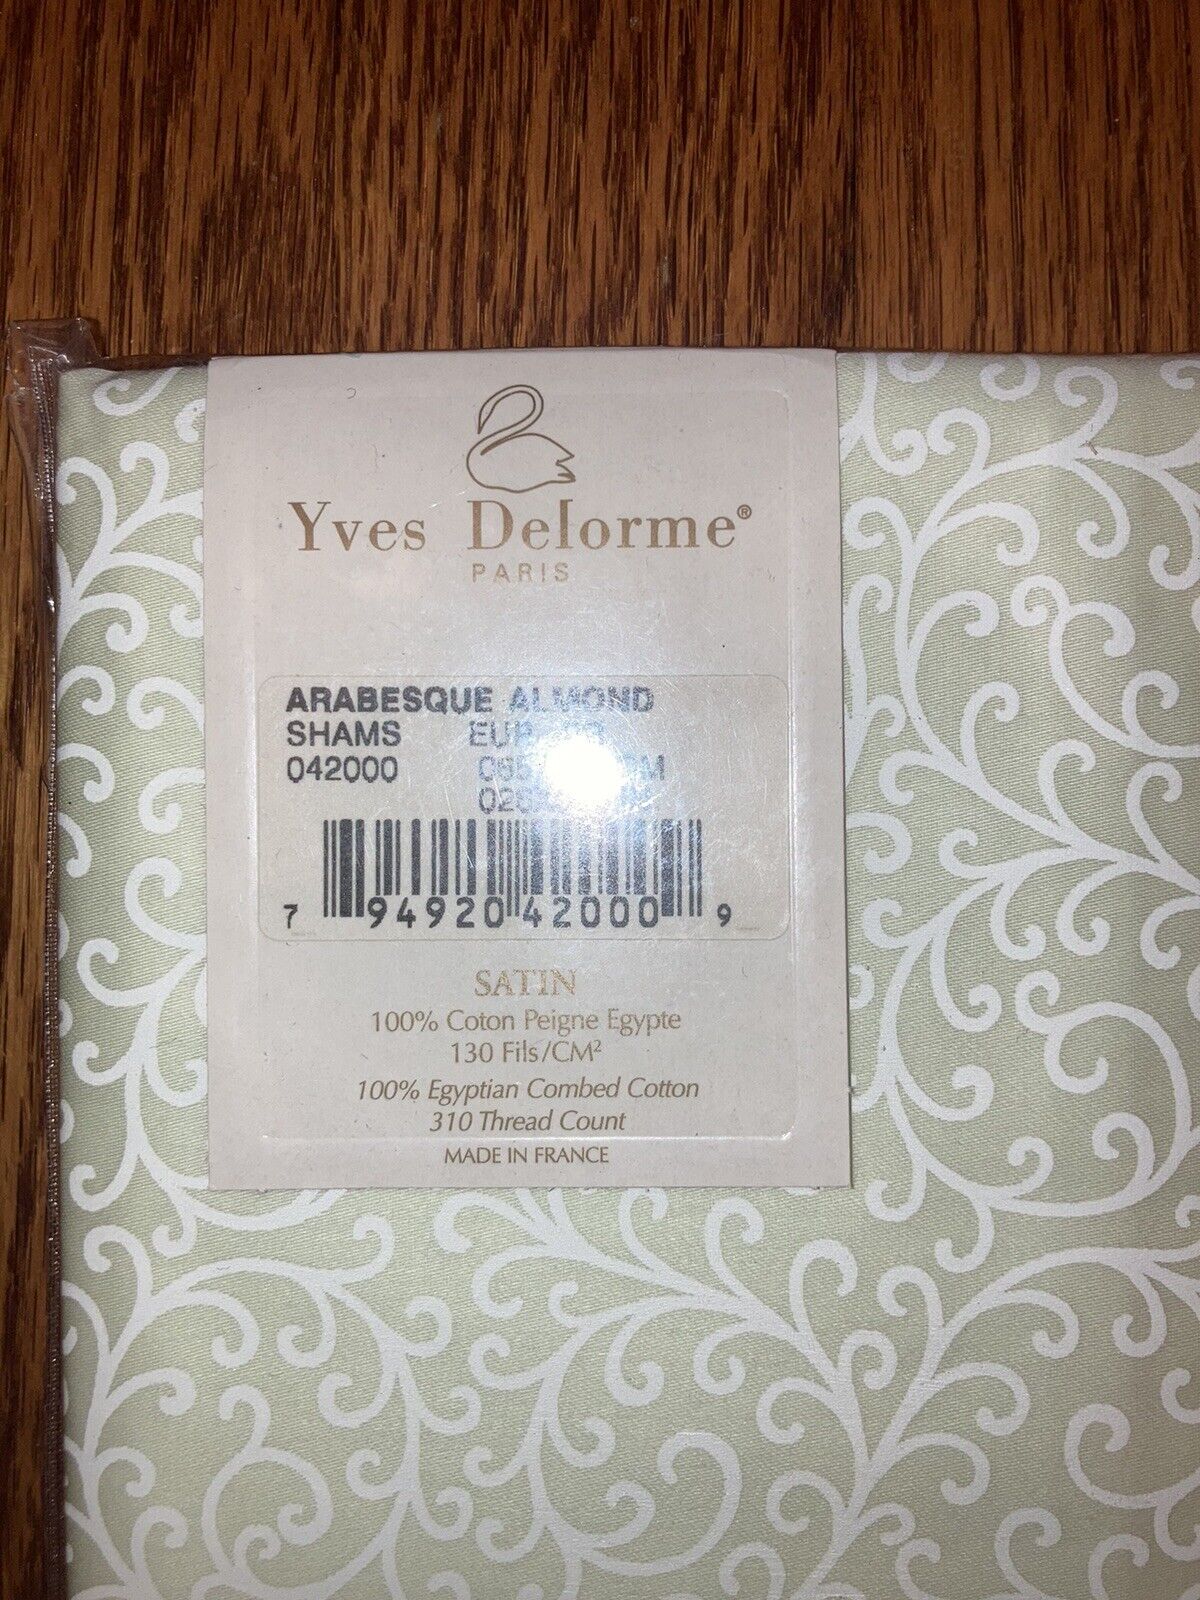 Yves Delorme®
PARIS
ARABESQUE ALMOND
SHAMS
042000
7 94920 42000 9
SATIN
100% Coton Peigne Egypte
130 Fils/CM²
100% Egyptian Combed Cotton
310 Thread Count
MADE IN FRANCE